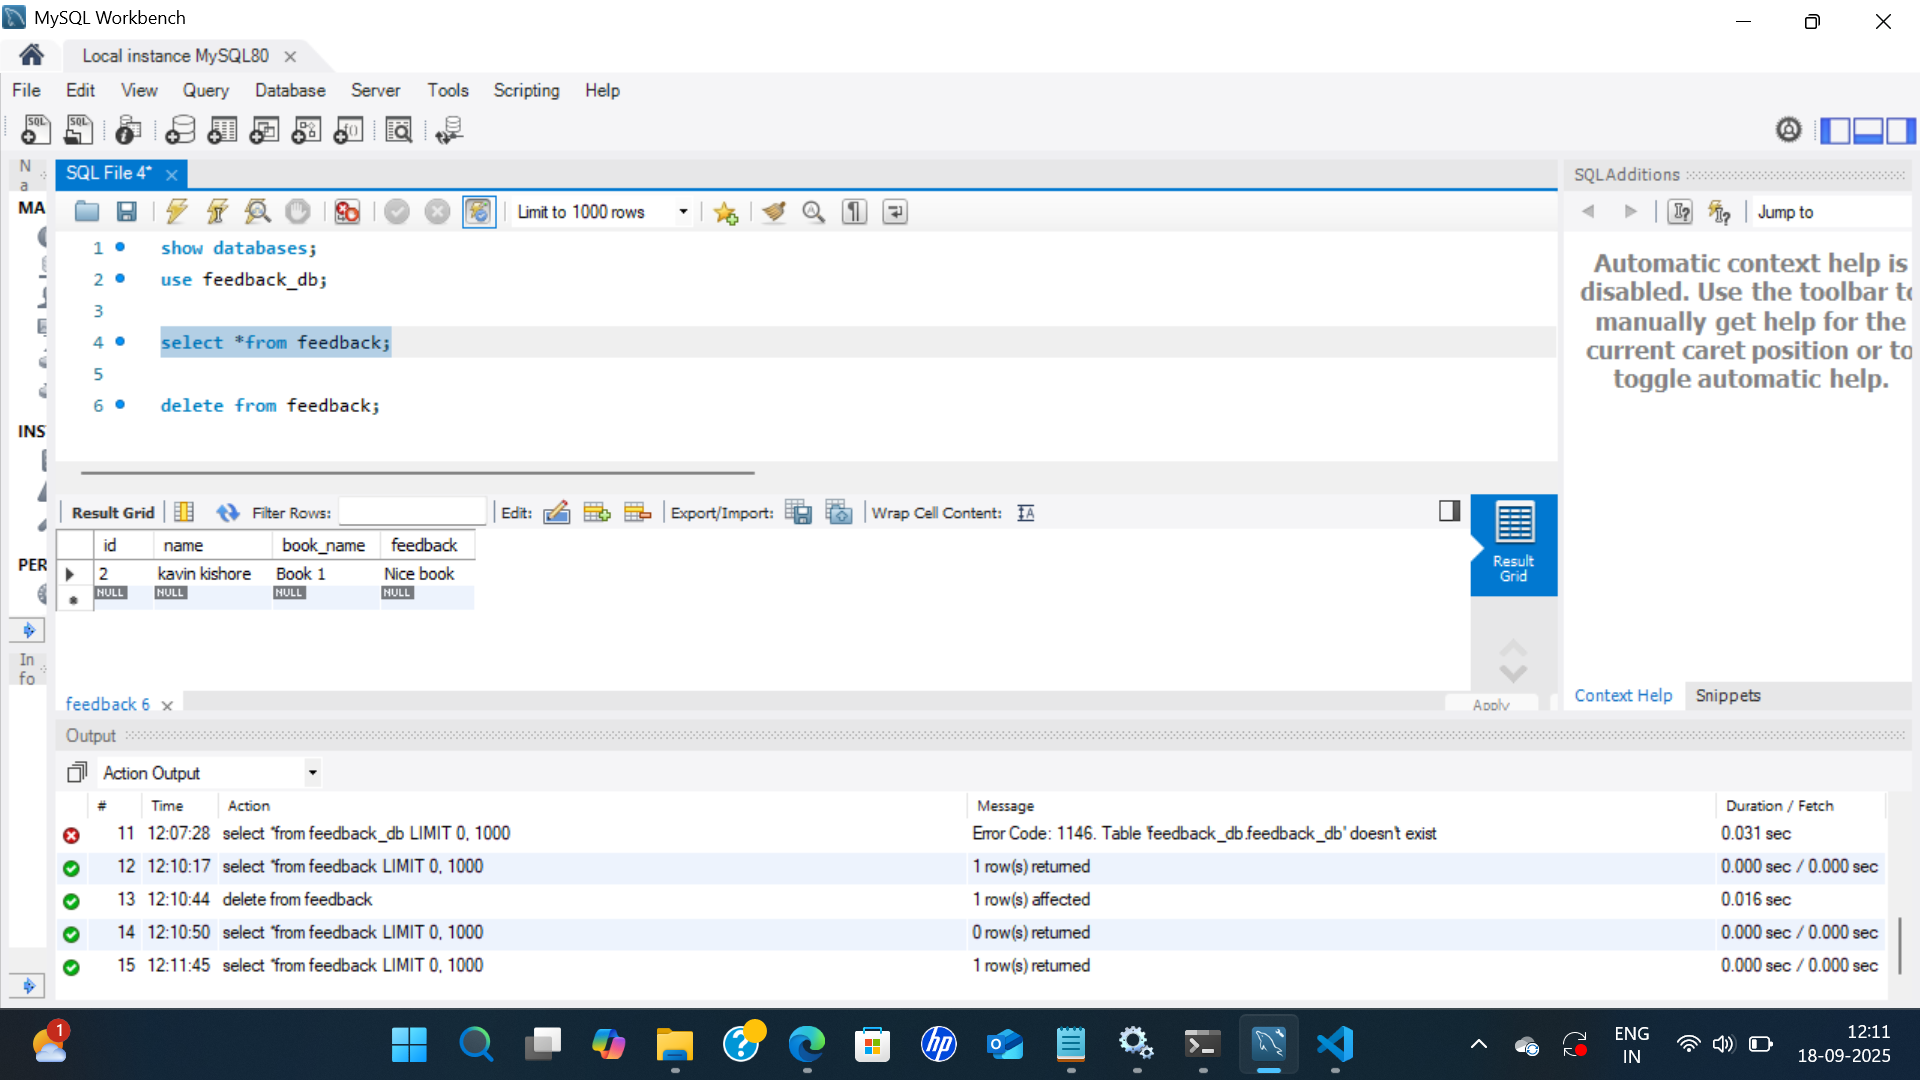 MySQL Workbench
Local instance MySQL80
File Edit View Query Database Server Tools Scripting Help
N
a
SQL File 4*
SQLAdditions
MA
Limit to 1000 rows
Jump to
1 show databases;
2 use feedback_db;
3
4 select *from feedback;
5
6 delete from feedback;
Automatic context help is
disabled. Use the toolbar to
manually get help for the
current caret position or to
toggle automatic help.
INS
PER
In
fo
Result Grid Filter Rows: Edit: Export/Import: Wrap Cell Content:
id name book_name feedback
2 kavin kishore Book 1 Nice book
NULL NULL NULL NULL
Result
Grid
feedback 6
Apply
Context Help Snippets
Output
Action Output
# Time Action Message Duration / Fetch
11 12:07:28 select *from feedback_db LIMIT 0, 1000 Error Code: 1146. Table 'feedback_db.feedback_db' doesn't exist 0.031 sec
12 12:10:17 select *from feedback LIMIT 0, 1000 1 row(s) returned 0.000 sec / 0.000 sec
13 12:10:44 delete from feedback 1 row(s) affected 0.016 sec
14 12:10:50 select *from feedback LIMIT 0, 1000 0 row(s) returned 0.000 sec / 0.000 sec
15 12:11:45 select *from feedback LIMIT 0, 1000 1 row(s) returned 0.000 sec / 0.000 sec
1
hp
ENG
IN
12:11
18-09-2025